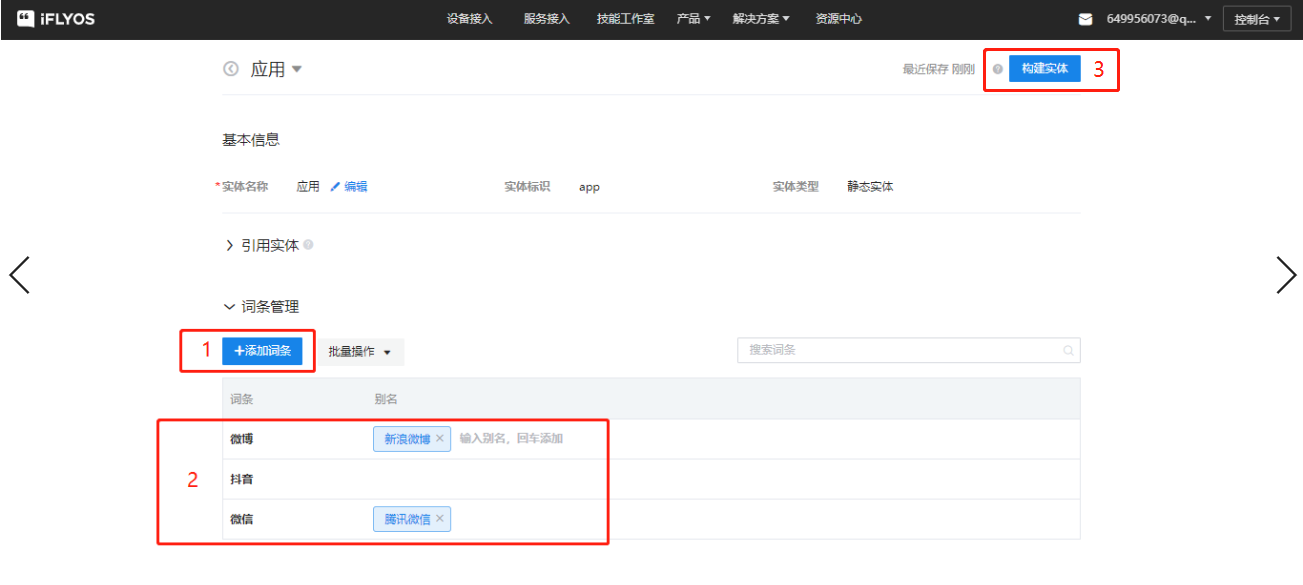 iFLYOS 设备接入 服务接入 技能工作室 产品 解决方案 资源中心 649956073@q... 控制台
应用 最近保存 刚刚 构建实体 3
基本信息
*实体名称 应用 编辑 实体标识 app 实体类型 静态实体
引用实体
词条管理
1 +添加词条 批量操作 搜索词条
词条 别名
微博 新浪微博 × 输入别名，回车添加
2 抖音
微信 腾讯微信 ×